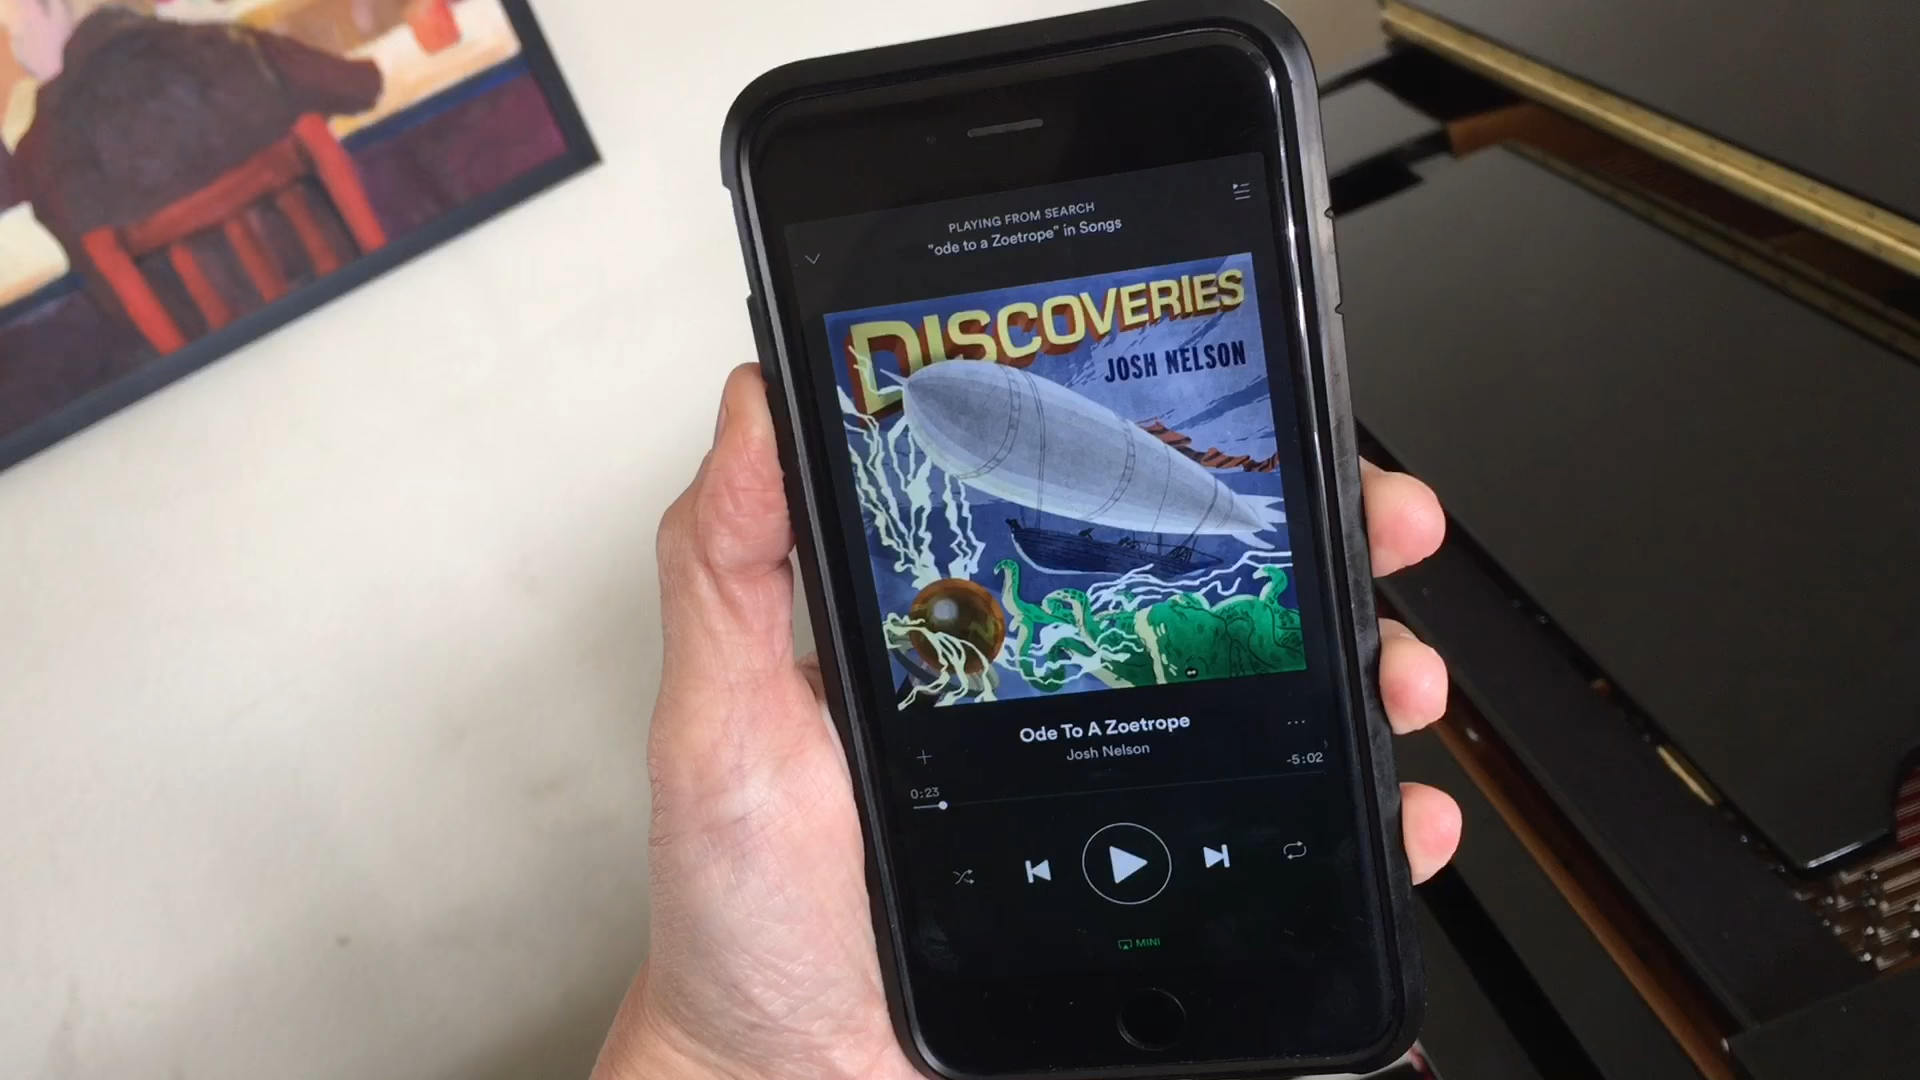 PLAYING FROM SEARCH
"ode to a Zoetrope" in Songs
DISCOVERIES
JOSH NELSON
Ode To A Zoetrope
Josh Nelson
-5:02
0:23
MINI